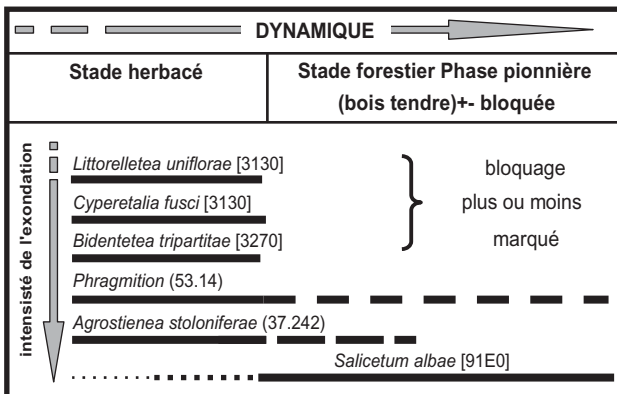 DYNAMIQUE
Stade herbacé
Stade forestier Phase pionnière
(bois tendre)+- bloquée
intensisté de l'exondation
Littorelletea uniflorae [3130]
Cyperetalia fusci [3130]
Bidentetea tripartitae [3270]
bloquage
plus ou moins
marqué
Phragmition (53.14)
Agrostienea stoloniferae (37.242)
Salicetum albae [91E0]